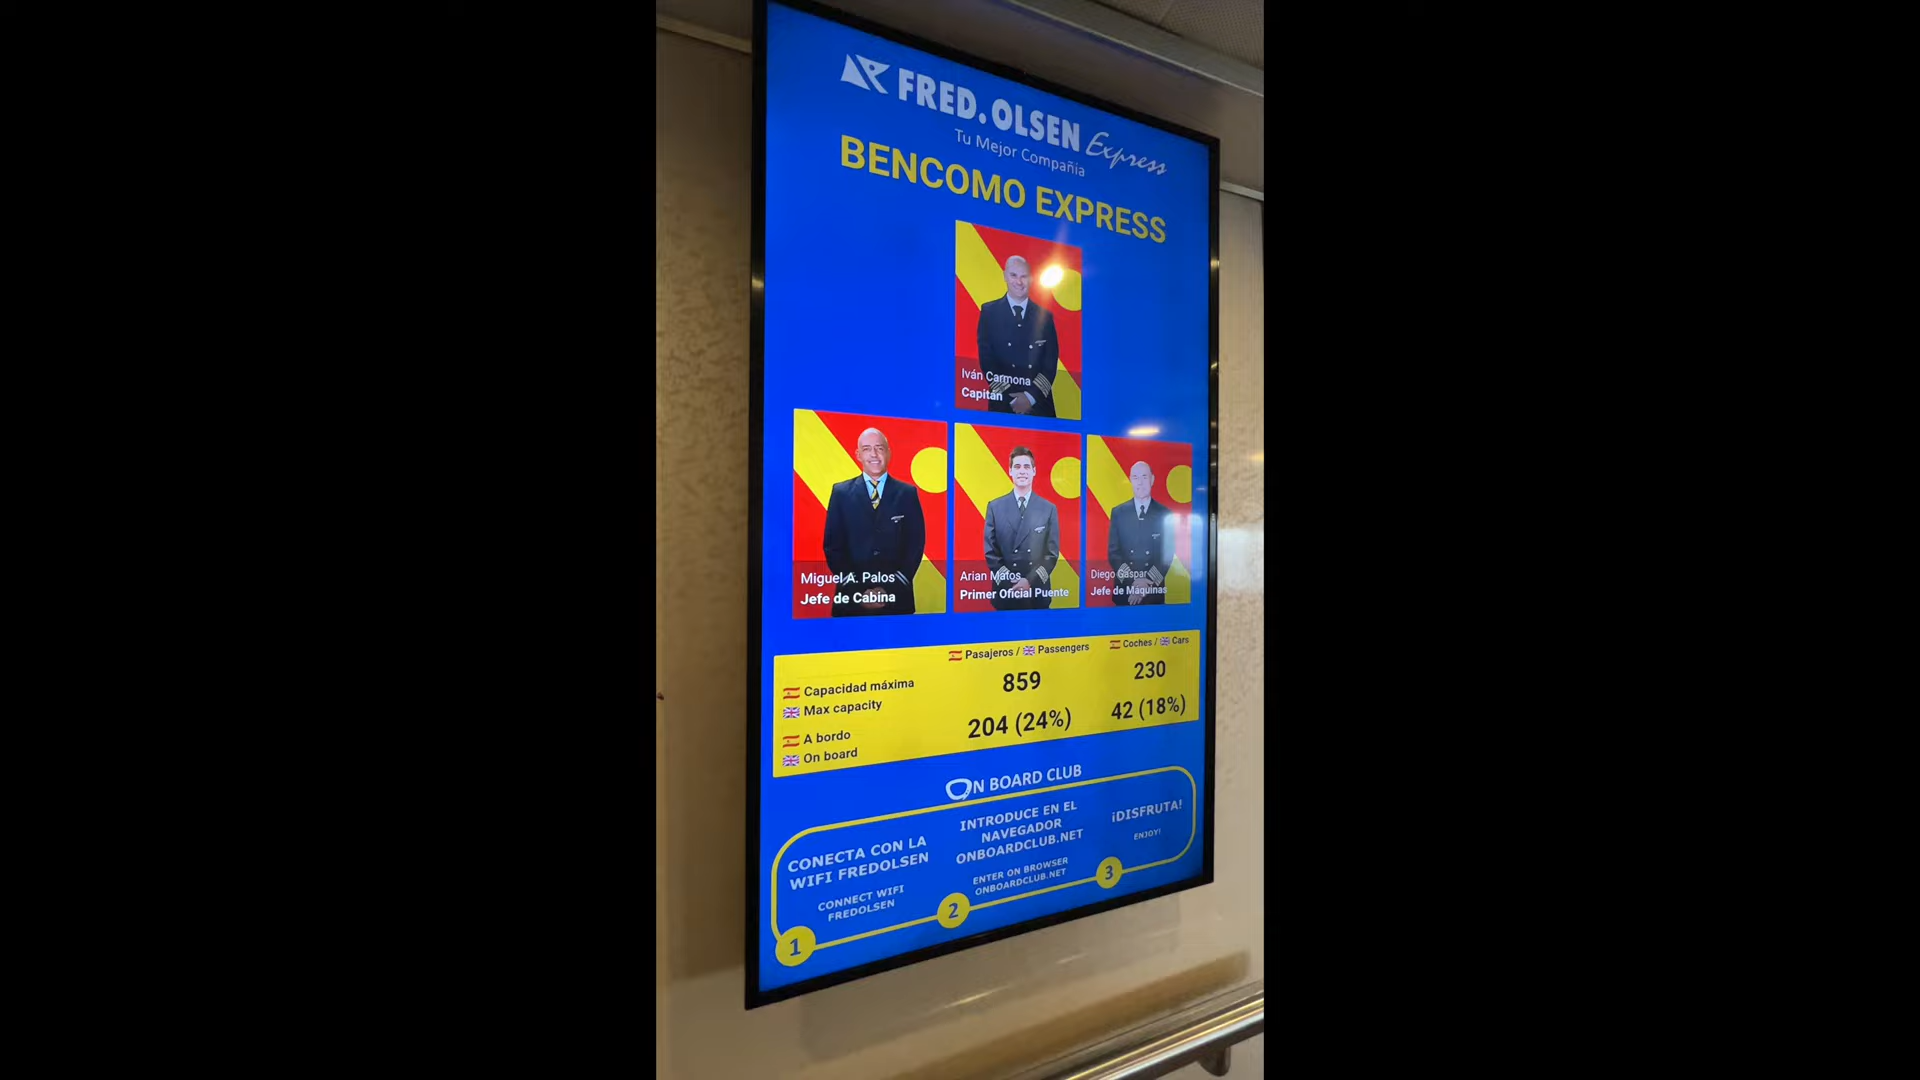 FRED. OLSEN Express
Tu Mejor Compañía
BENCOMO EXPRESS
Iván Carmona
Capitán
Miguel A. Palos
Jefe de Cabina
Arian Matos
Primer Oficial Puente
Diego Gaspar
Jefe de Máquinas
Pasajeros / Passengers
Coches / Cars
Capacidad máxima
Max capacity
859
230
A bordo
On board
204 (24%)
42 (18%)
ON BOARD CLUB
CONECTA CON LA
WIFI FREDOLSEN
CONNECT WIFI
FREDOLSEN
1
INTRODUCE EN EL
NAVEGADOR
ONBOARDCLUB.NET
ENTER ON BROWSER
ONBOARDCLUB.NET
2
¡DISFRUTA!
ENJOY!
3